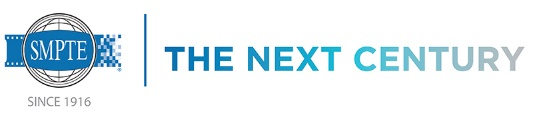 SMPTE
®
SINCE 1916
THE NEXT CENTURY